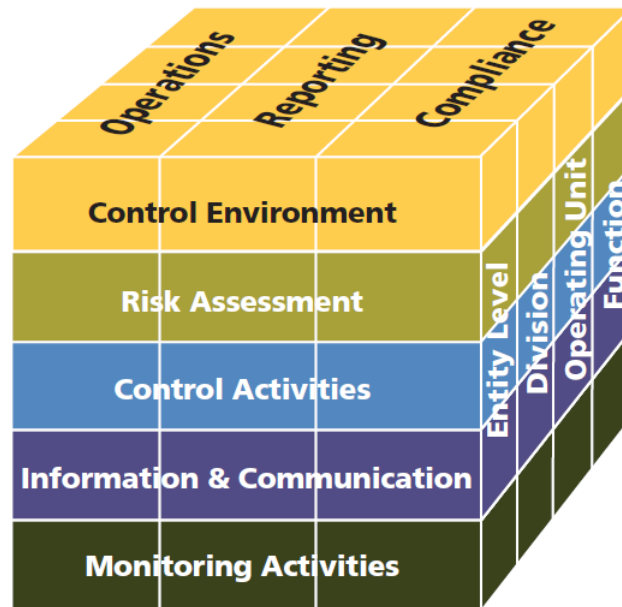 Operations
Reporting
Compliance
Control Environment
Risk Assessment
Control Activities
Information & Communication
Monitoring Activities
Entity Level
Division
Operating Unit
Function